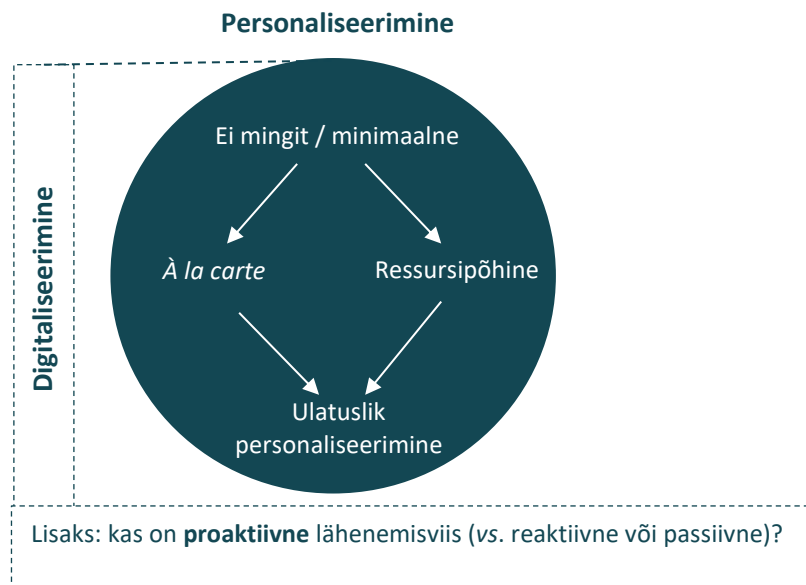 Personaliseerimine
Ei mingit / minimaalne
À la carte
Ressursipõhine
Digitaliseerimine
Ulatuslik
personaliseerimine
Lisaks: kas on proaktiivne lähenemisviis (vs. reaktiivne või passiivne)?